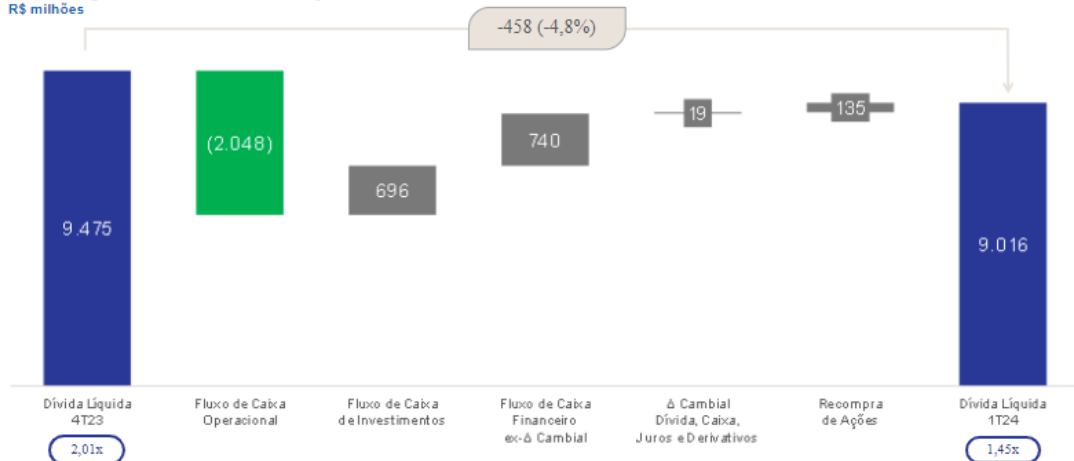 R$ milhões
-458 (-4,8%)
9.475
(2.048)
696
740
19
135
9.016
Dívida Líquida
4T23
2,01x
Fluxo de Caixa
Operacional
Fluxo de Caixa
de Investimentos
Fluxo de Caixa
Financeiro
ex-Δ Cambial
Δ Cambial
Dívida, Caixa,
Juros e Derivativos
Recompra
de Ações
Dívida Líquida
1T24
1,45x